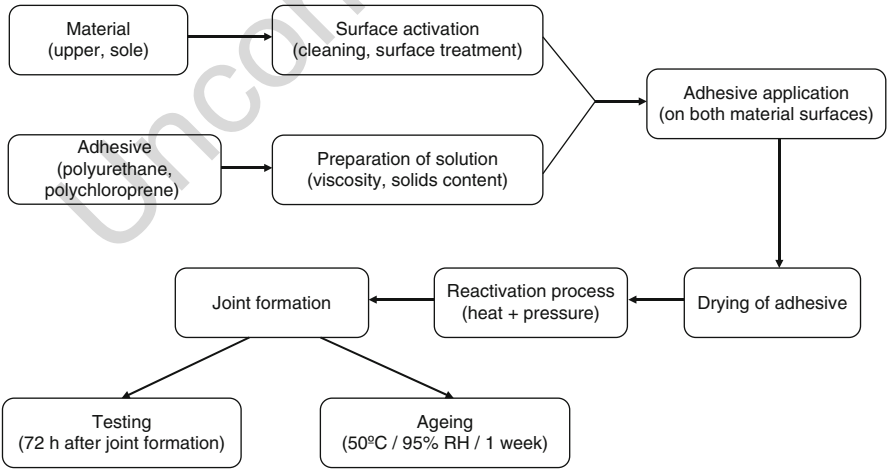 Material
(upper, sole)
Surface activation
(cleaning, surface treatment)
Adhesive application
(on both material surfaces)
Adhesive
(polyurethane,
polychloroprene)
Preparation of solution
(viscosity, solids content)
Joint formation
Reactivation process
(heat + pressure)
Drying of adhesive
Testing
(72 h after joint formation)
Ageing
(50ºC / 95% RH / 1 week)